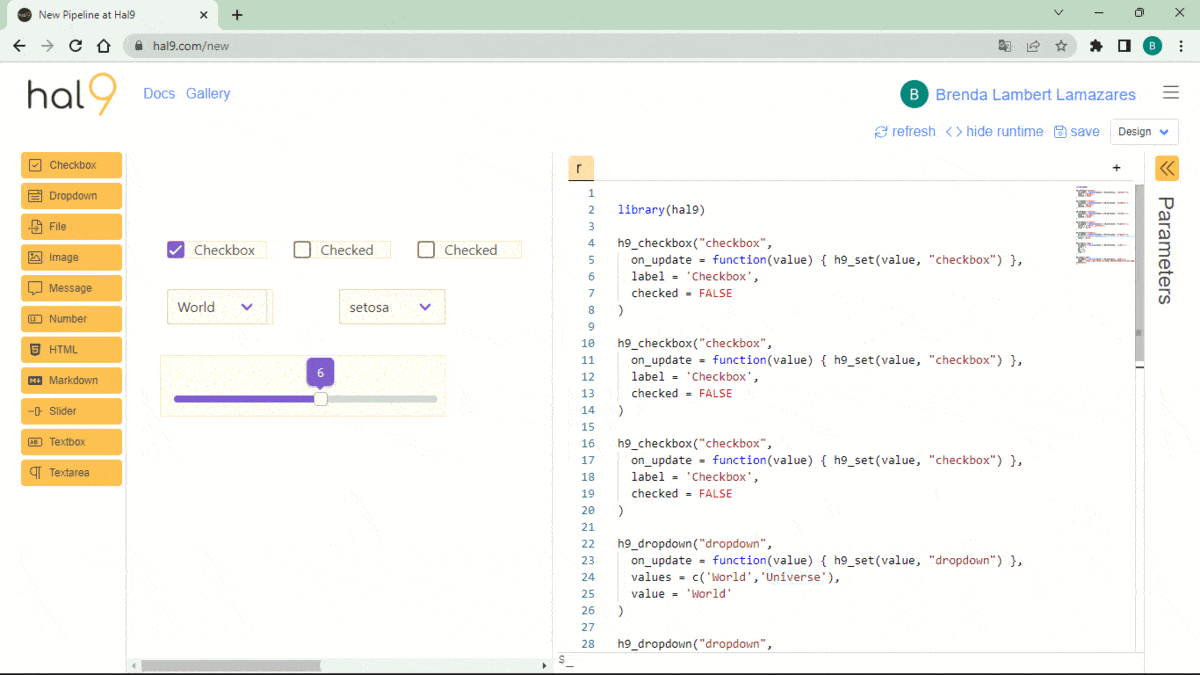 New Pipeline at Hal9
hal9.com/new
B
hal9
Docs Gallery
B Brenda Lambert Lamazares
refresh <> hide runtime save Design
Checkbox
Dropdown
File
Image
Message
Number
HTML
Markdown
Slider
Textbox
Textarea
Checkbox Checked Checked
World setosa
6
r +
1
2 library(hal9)
3
4 h9_checkbox("checkbox",
5 on_update = function(value) { h9_set(value, "checkbox") },
6 label = 'Checkbox',
7 checked = FALSE
8 )
9
10 h9_checkbox("checkbox",
11 on_update = function(value) { h9_set(value, "checkbox") },
12 label = 'Checkbox',
13 checked = FALSE
14 )
15
16 h9_checkbox("checkbox",
17 on_update = function(value) { h9_set(value, "checkbox") },
18 label = 'Checkbox',
19 checked = FALSE
20 )
21
22 h9_dropdown("dropdown",
23 on_update = function(value) { h9_set(value, "dropdown") },
24 values = c('World','Universe'),
25 value = 'World'
26 )
27
28 h9_dropdown("dropdown",
$_
Parameters